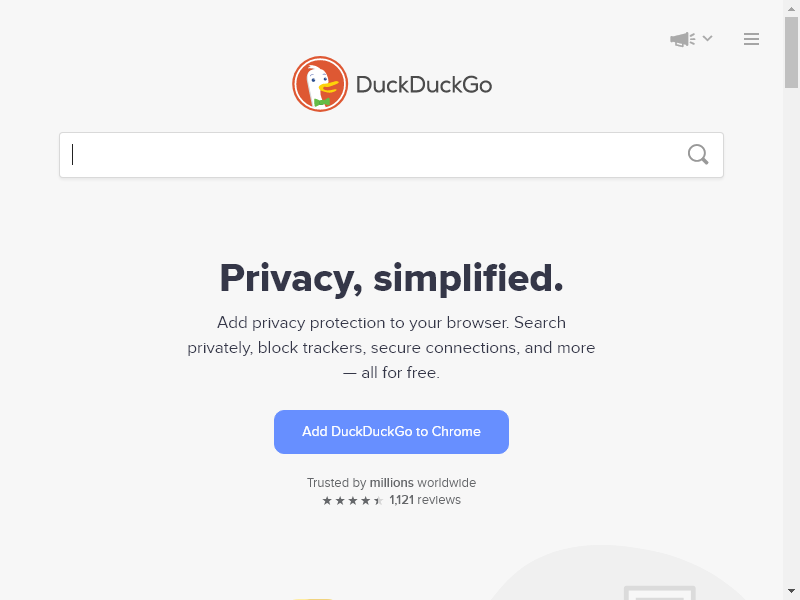 DuckDuckGo
Privacy, simplified.
Add privacy protection to your browser. Search
privately, block trackers, secure connections, and more
— all for free.
Add DuckDuckGo to Chrome
Trusted by millions worldwide
1,121 reviews